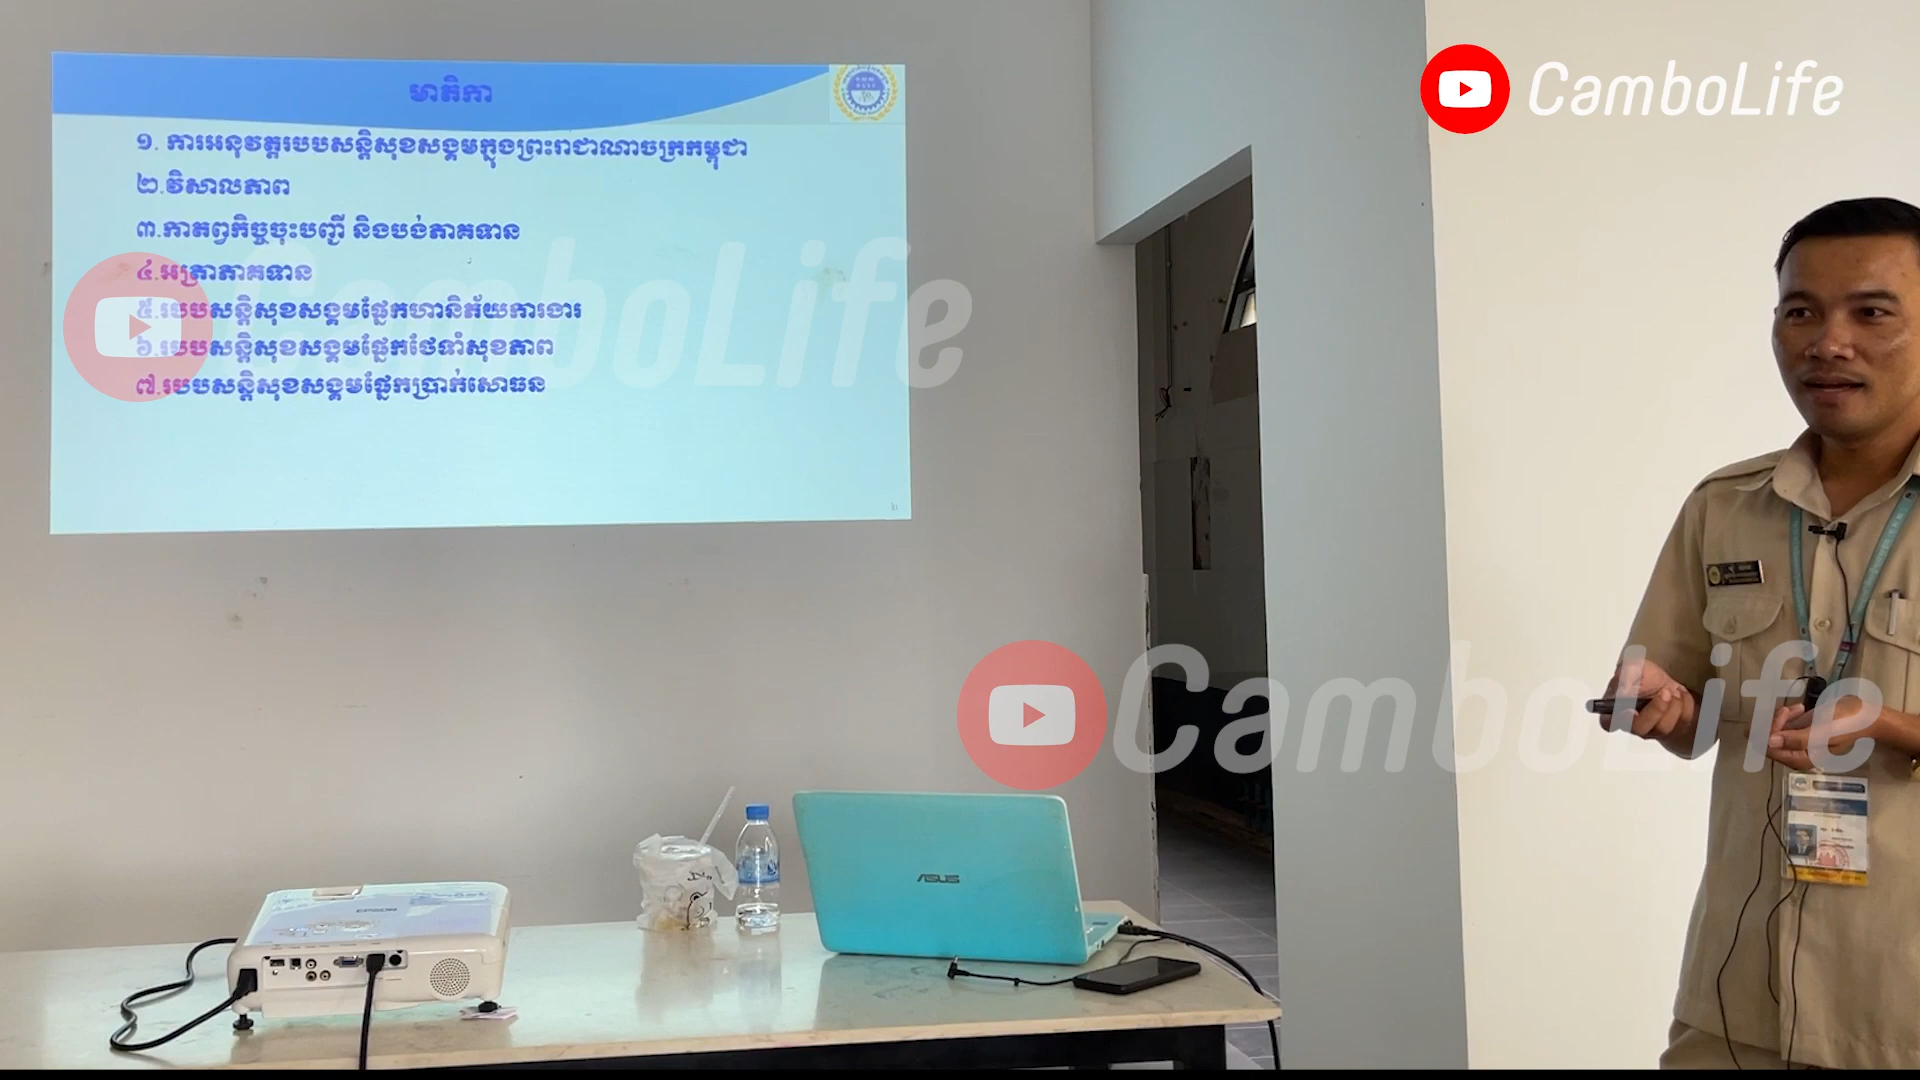 មាតិកា
១. ការអនុវត្តរបបសន្តិសុខសង្គមក្នុងព្រះរាជាណាចក្រកម្ពុជា
២.វិសាលភាព
៣.កាតព្វកិច្ចចុះបញ្ជី និងបង់ភាគទាន
៤.អត្រាភាគទាន
៥.របបសន្តិសុខសង្គមផ្នែកហានិភ័យការងារ
៦.របបសន្តិសុខសង្គមផ្នែកថែទាំសុខភាព
៧.របបសន្តិសុខសង្គមផ្នែកប្រាក់សោធន
CamboLife
CamboLife
CamboLife
ASUS
EPSON